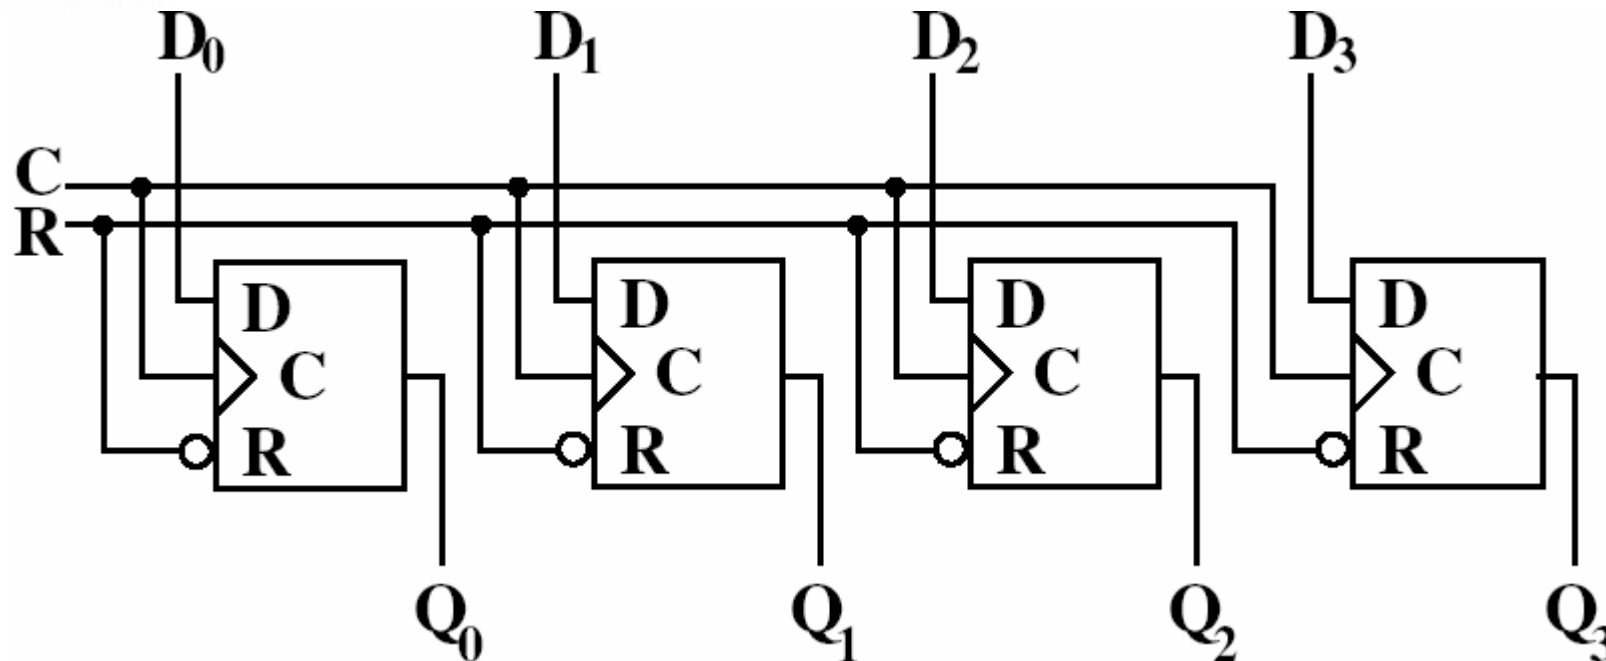 D0 D1 D2 D3
C
R
D D D D
C C C C
R R R R
Q0 Q1 Q2 Q3